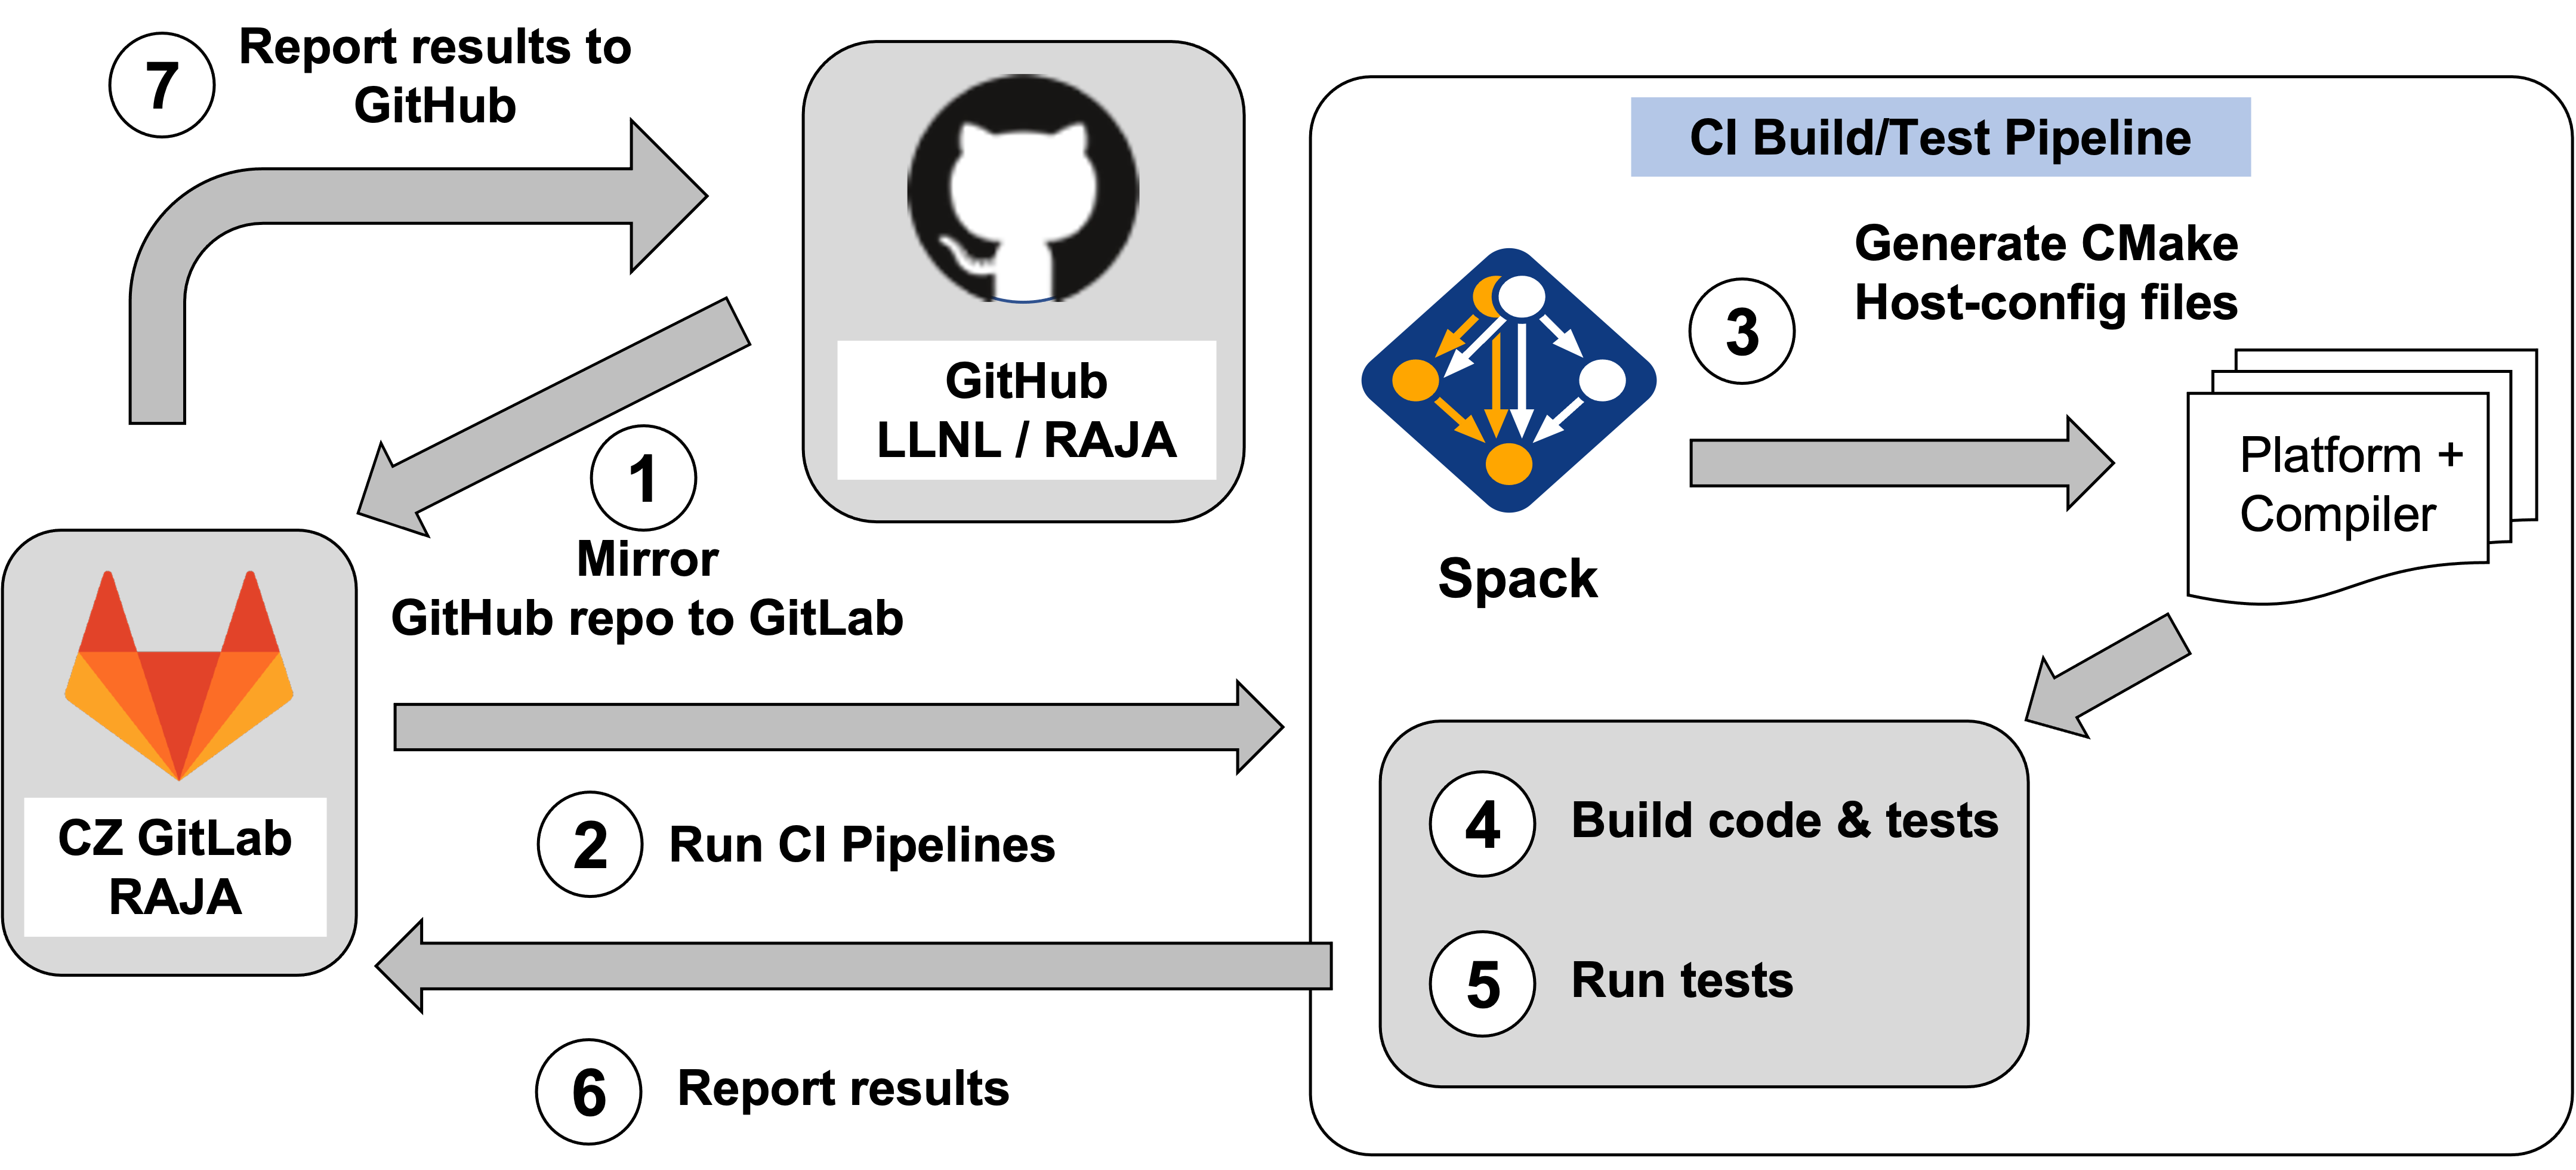 7
Report results to
GitHub
GitHub
LLNL / RAJA
1
Mirror
GitHub repo to GitLab
CZ GitLab
RAJA
2
Run CI Pipelines
6
Report results
CI Build/Test Pipeline
Spack
3
Generate CMake
Host-config files
Platform +
Compiler
4
Build code & tests
5
Run tests